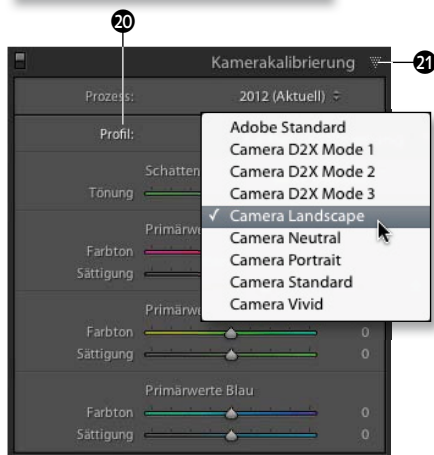 20
Kamerakalibrierung 21
Prozess: 2012 (Aktuell)
Profil:
Adobe Standard
Camera D2X Mode 1
Camera D2X Mode 2
Camera D2X Mode 3
✓ Camera Landscape
Camera Neutral
Camera Portrait
Camera Standard
Camera Vivid
Schatten
Tönung
Primärwe
Farbton
Sättigung
Primärwe
Farbton 0
Sättigung 0
Primärwerte Blau
Farbton 0
Sättigung 0